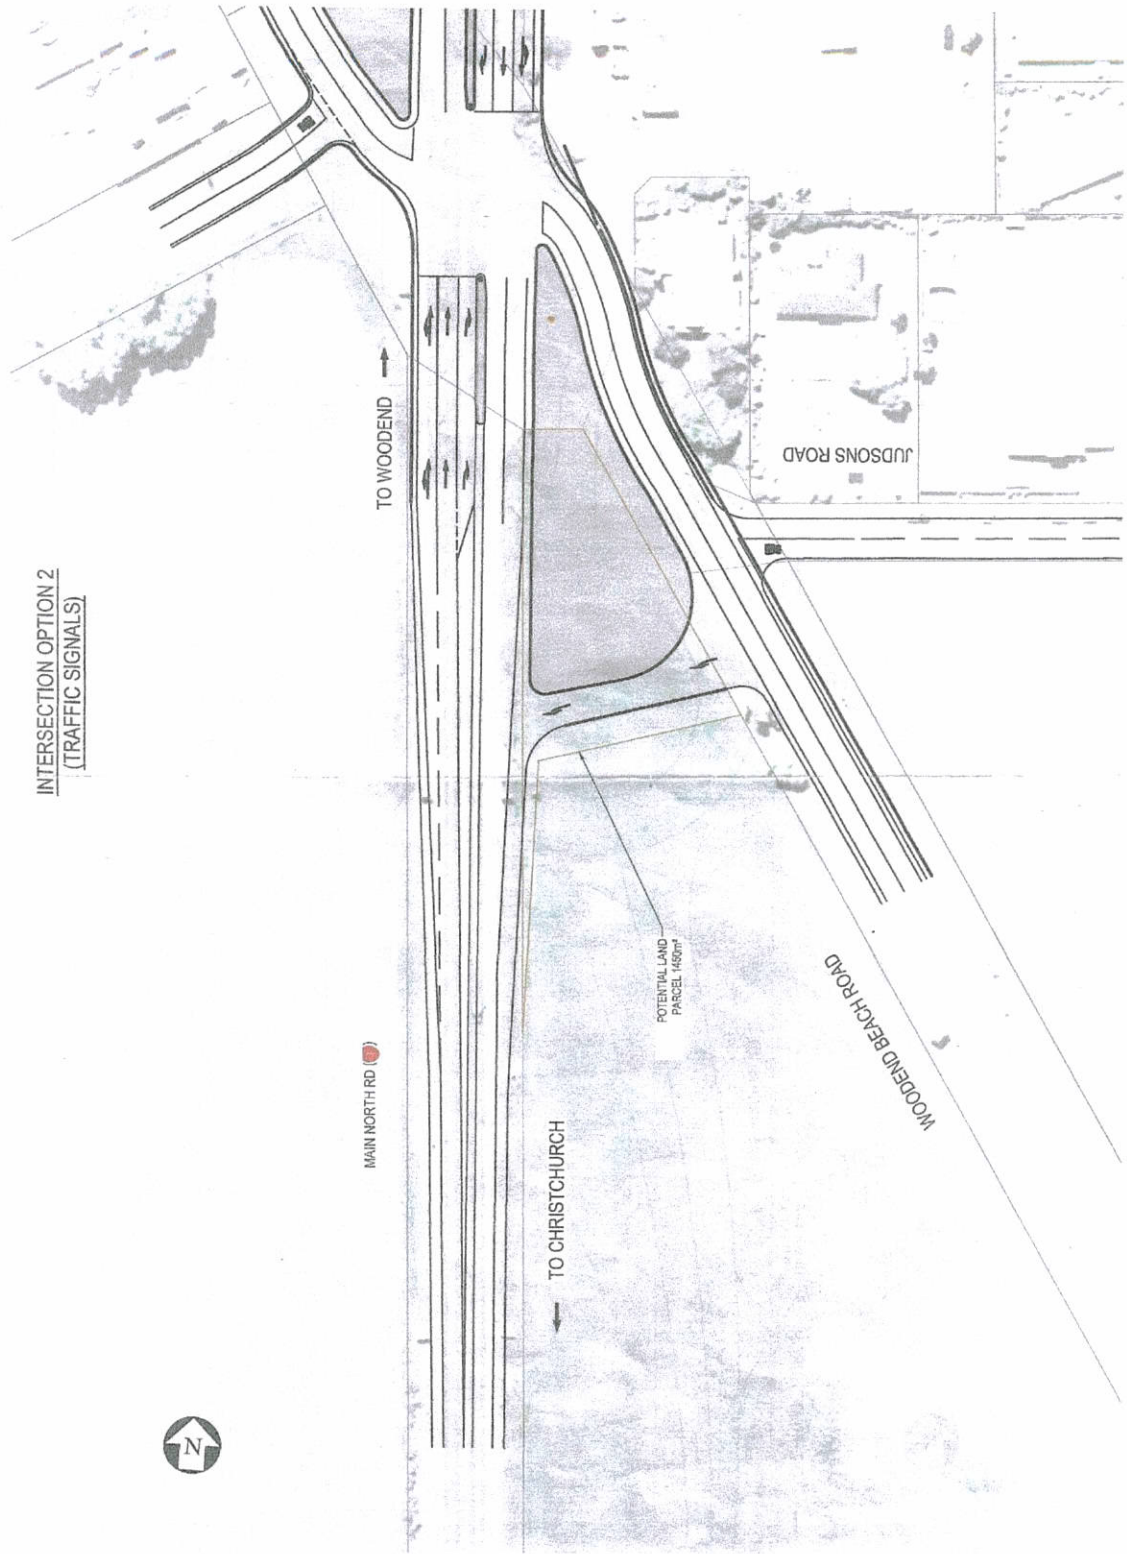 INTERSECTION OPTION 2
(TRAFFIC SIGNALS)
TO WOODEND
JUDSONS ROAD
POTENTIAL LAND
PARCEL 1450m²
WOODEND BEACH ROAD
MAIN NORTH RD (1)
TO CHRISTCHURCH
N